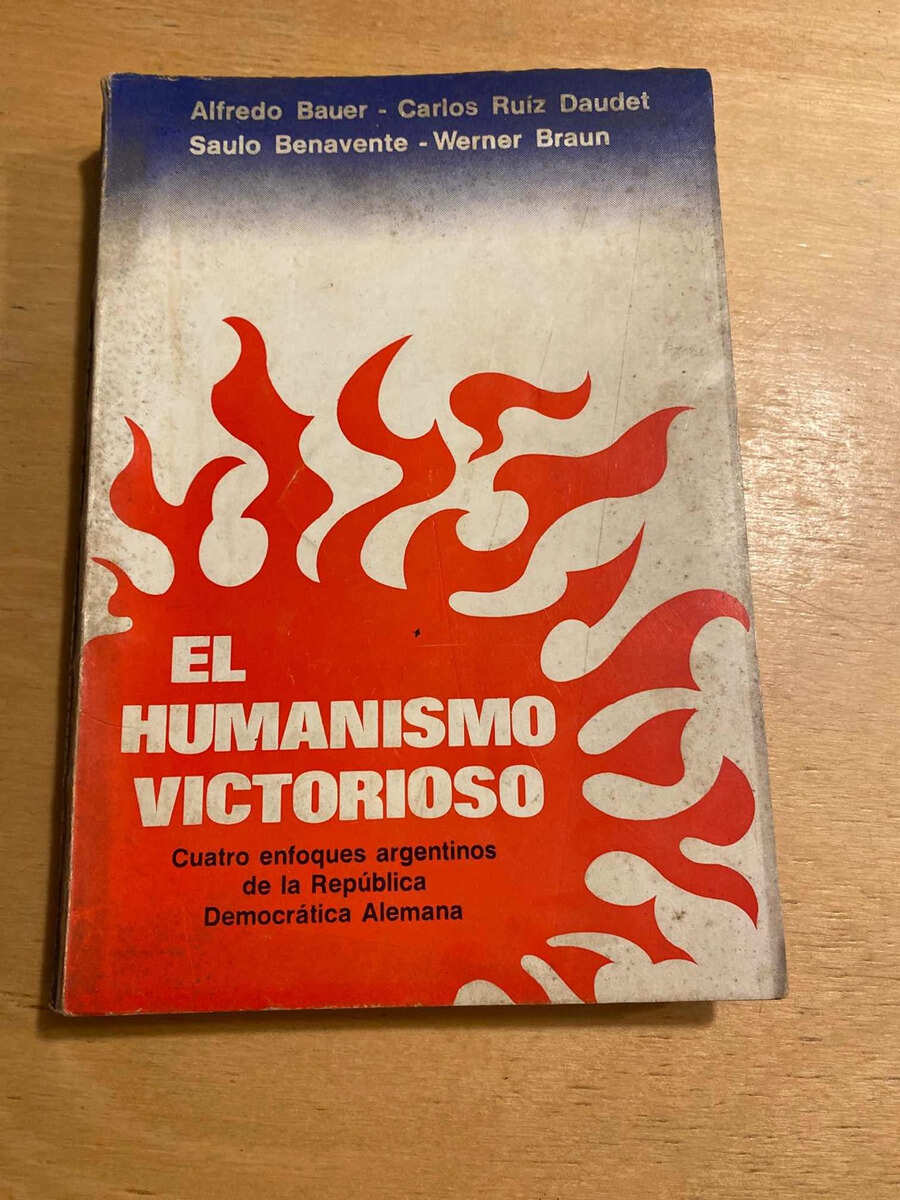 Alfredo Bauer - Carlos Ruíz Daudet
Saulo Benavente - Werner Braun
EL
HUMANISMO
VICTORIOSO
Cuatro enfoques argentinos
de la República
Democrática Alemana